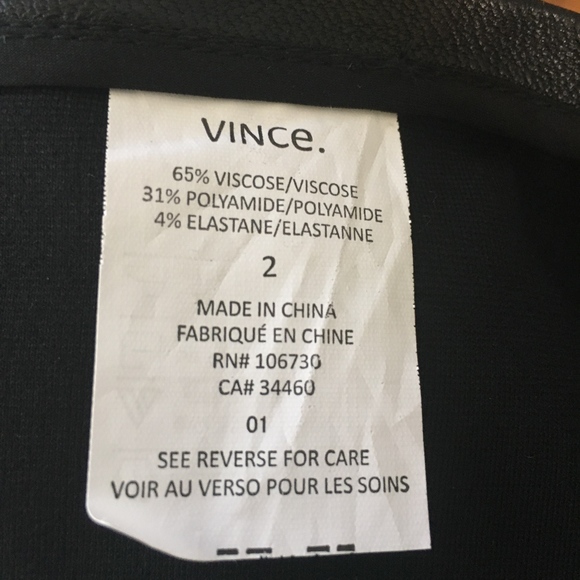 VINCE.
65% VISCOSE/VISCOSE
31% POLYAMIDE/POLYAMIDE
4% ELASTANE/ELASTANNE
2
MADE IN CHINA
FABRIQUÉ EN CHINE
RN# 106730
CA# 34460
01
SEE REVERSE FOR CARE
VOIR AU VERSO POUR LES SOINS